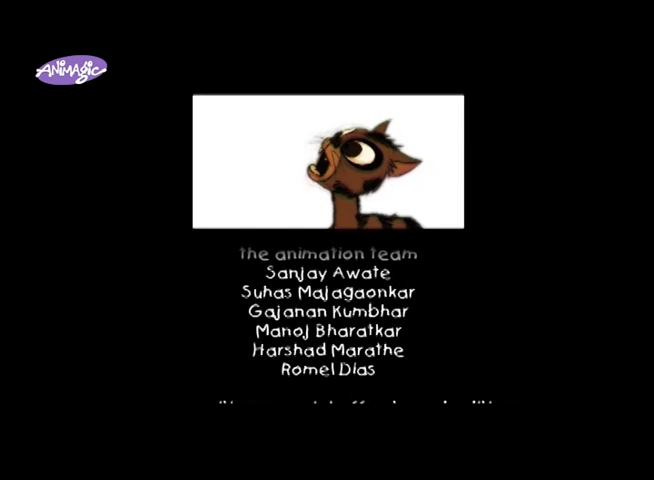 ANiMAgic
the animation team
Sanjay Awate
Suhas Majagaonkar
Gajanan Kumbhar
Manoj Bharatkar
Harshad Marathe
Romel Dias